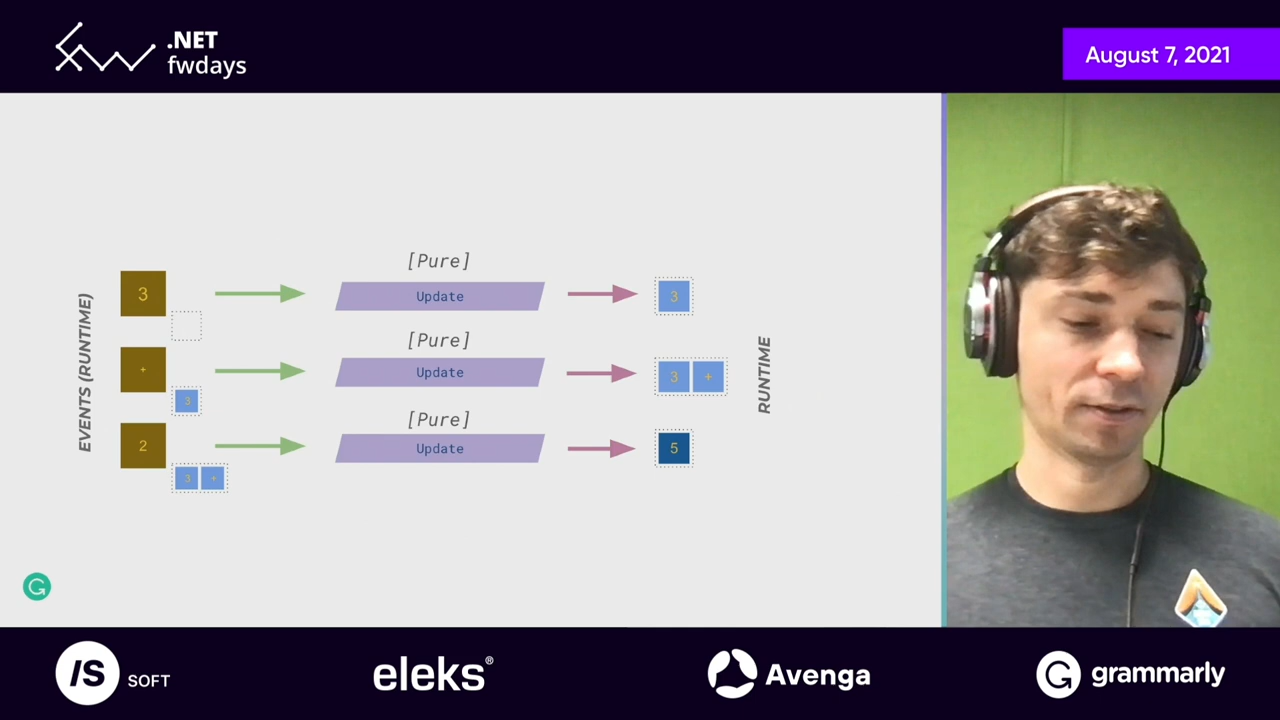 .NET
fwdays
August 7, 2021
EVENTS (RUNTIME)
3
[Pure]
Update
3
+
3
[Pure]
Update
3 +
2
3 +
[Pure]
Update
5
RUNTIME
IS SOFT
eleks®
Avenga
grammarly